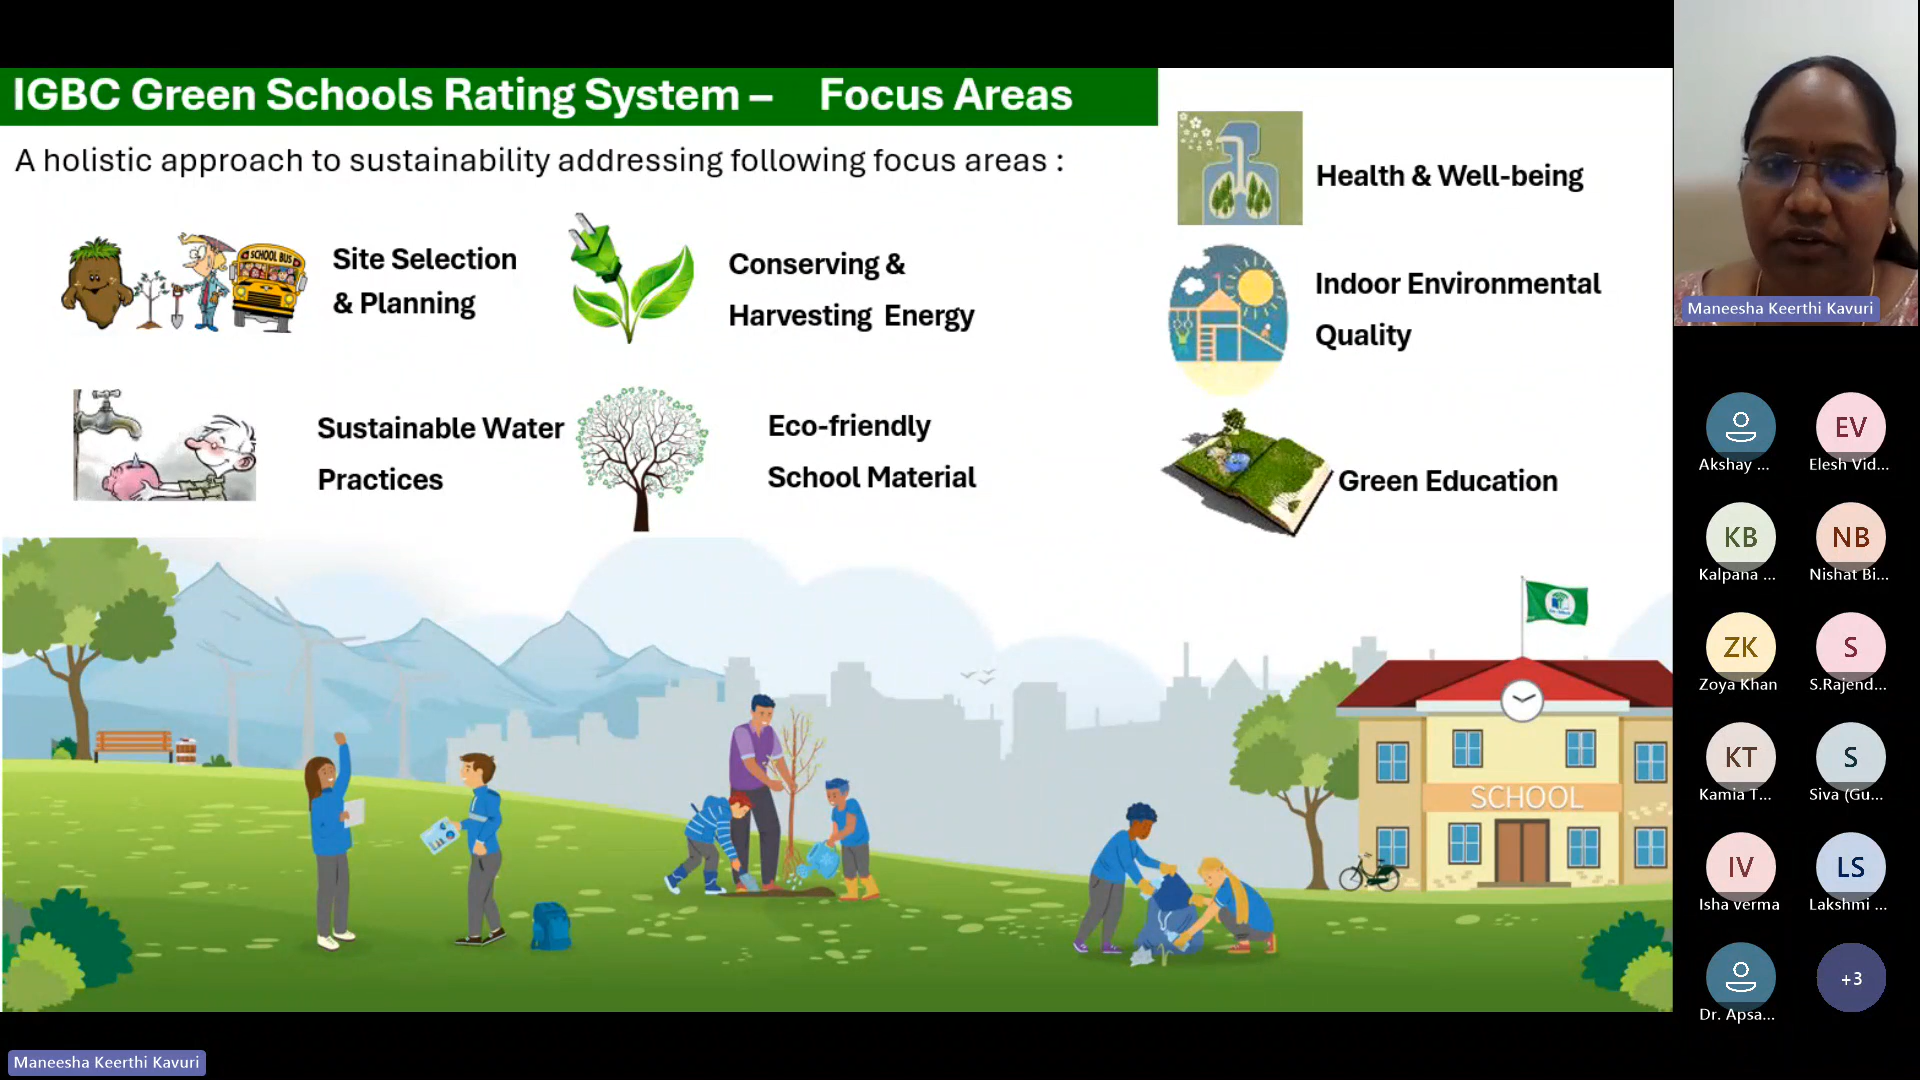 IGBC Green Schools Rating System – Focus Areas
A holistic approach to sustainability addressing following focus areas :
SCHOOL BUS
Site Selection
& Planning
Conserving &
Harvesting Energy
Sustainable Water
Practices
Eco-friendly
School Material
Health & Well-being
Indoor Environmental
Quality
Green Education
SCHOOL
Maneesha Keerthi Kavuri
Akshay ...
EV
Elesh Vid...
KB
Kalpana ...
NB
Nishat Bi...
ZK
Zoya Khan
S
S.Rajend...
KT
Kamia T...
S
Siva (Gu...
IV
Isha verma
LS
Lakshmi ...
Dr. Apsa...
+3
Maneesha Keerthi Kavuri